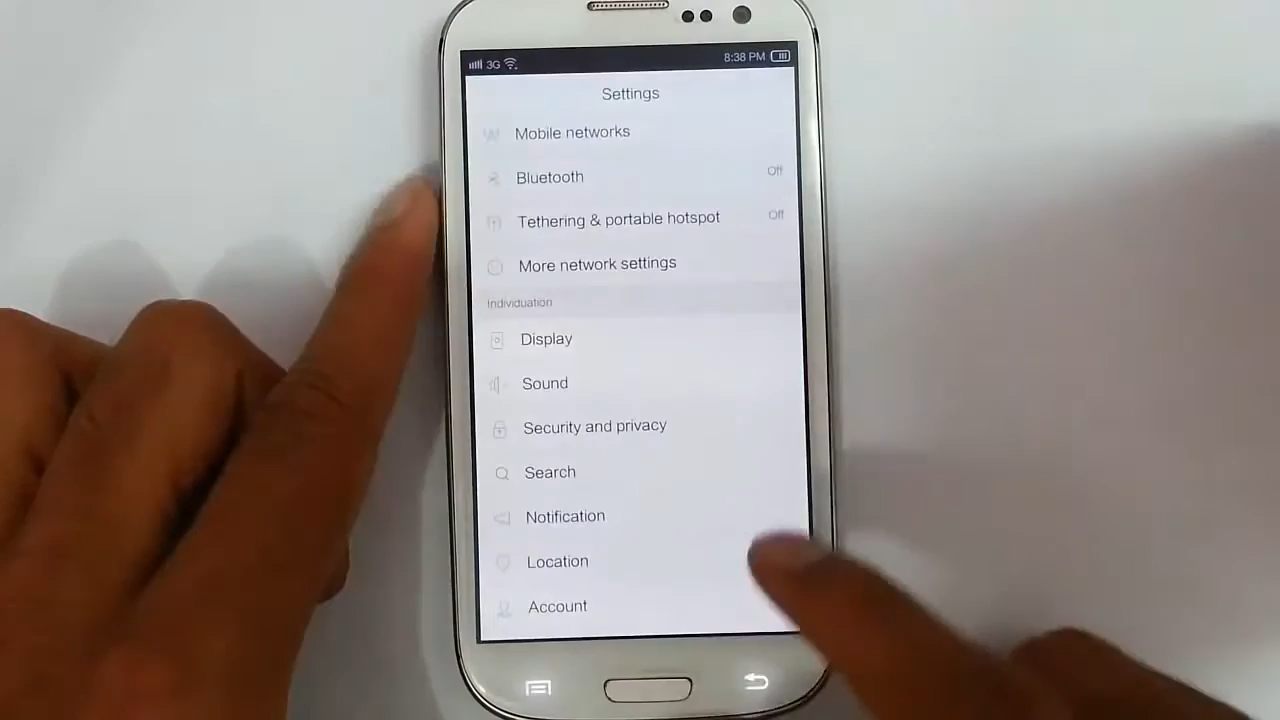 3G 8:38 PM
Settings
Mobile networks
Bluetooth Off
Tethering & portable hotspot Off
More network settings
Individuation
Display
Sound
Security and privacy
Search
Notification
Location
Account